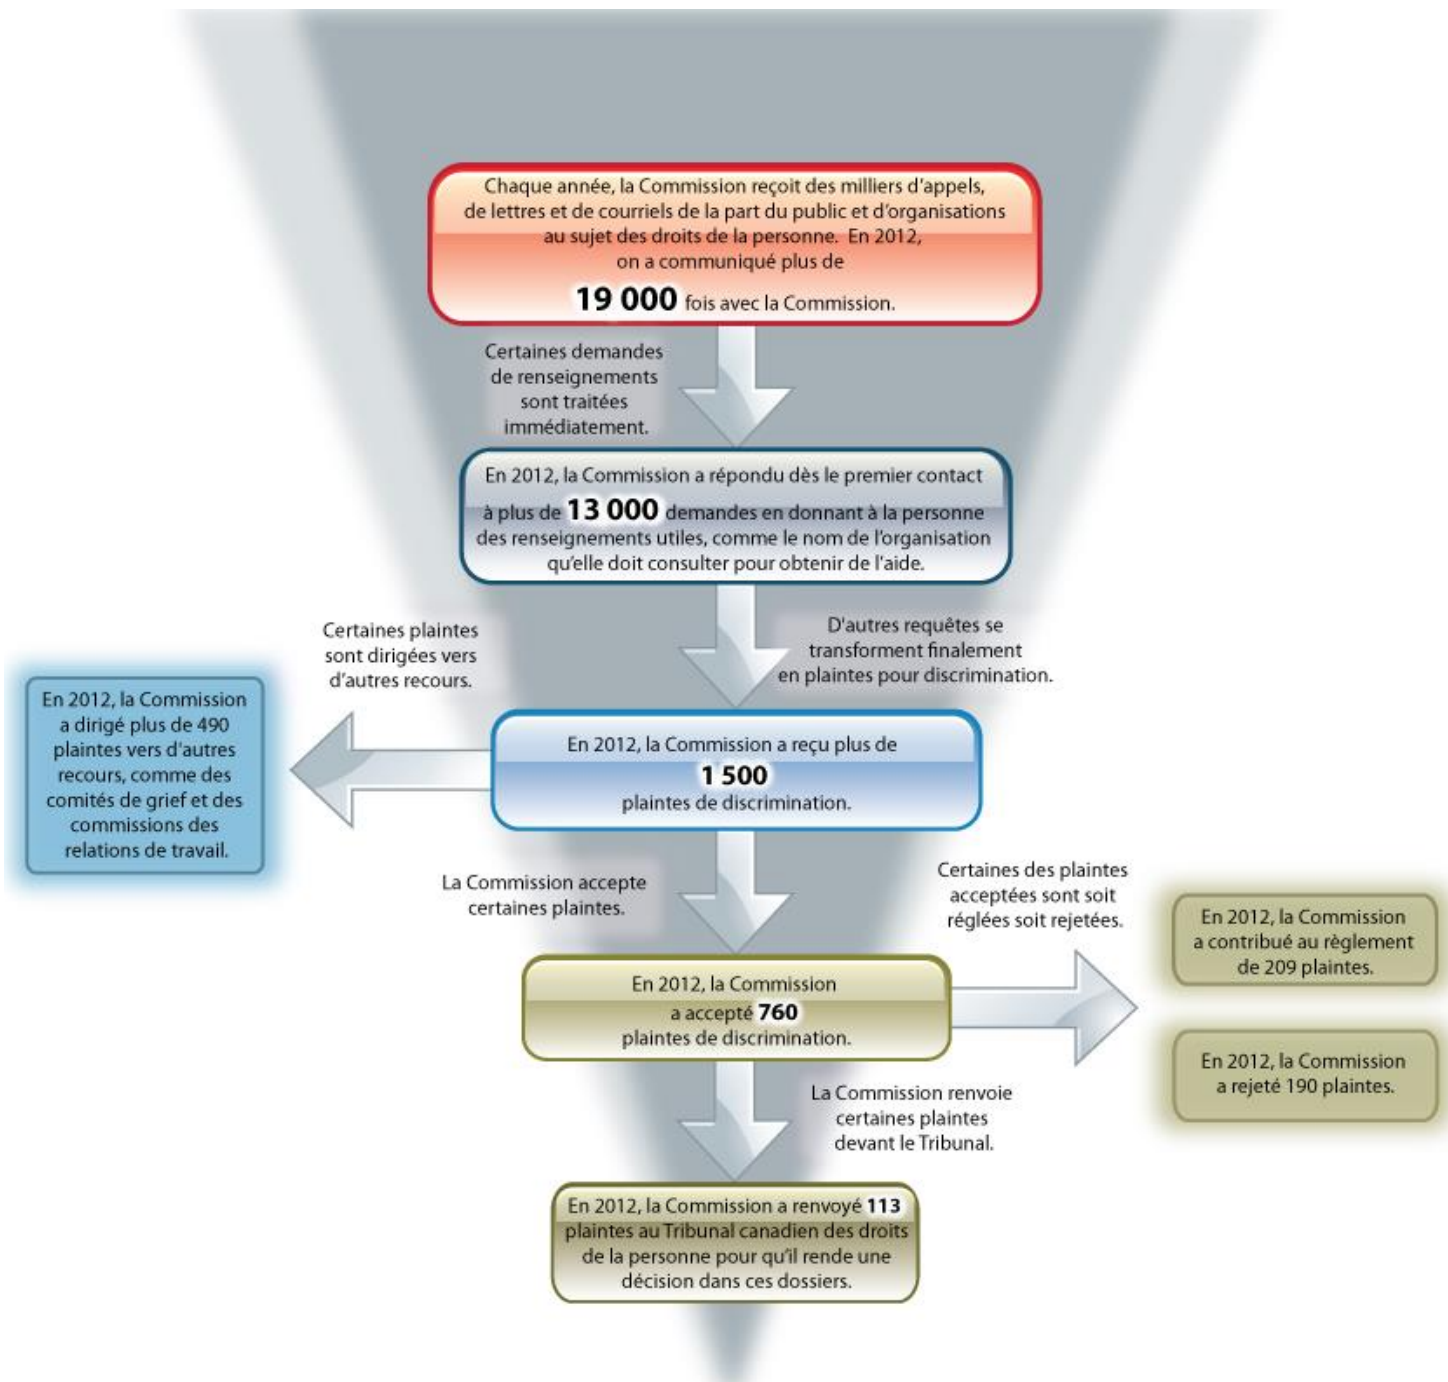 Chaque année, la Commission reçoit des milliers d'appels,
de lettres et de courriels de la part du public et d'organisations
au sujet des droits de la personne. En 2012,
on a communiqué plus de
19 000 fois avec la Commission.
Certaines demandes
de renseignements
sont traitées
immédiatement.
En 2012, la Commission a répondu dès le premier contact
à plus de 13 000 demandes en donnant à la personne
des renseignements utiles, comme le nom de l'organisation
qu'elle doit consulter pour obtenir de l'aide.
D'autres requêtes se
transforment finalement
en plaintes pour discrimination.
Certaines plaintes
sont dirigées vers
d'autres recours.
En 2012, la Commission
a dirigé plus de 490
plaintes vers d'autres
recours, comme des
comités de grief et des
commissions des
relations de travail.
En 2012, la Commission a reçu plus de
1 500
plaintes de discrimination.
La Commission accepte
certaines plaintes.
Certaines des plaintes
acceptées sont soit
réglées soit rejetées.
En 2012, la Commission
a contribué au règlement
de 209 plaintes.
En 2012, la Commission
a accepté 760
plaintes de discrimination.
En 2012, la Commission
a rejeté 190 plaintes.
La Commission renvoie
certaines plaintes
devant le Tribunal.
En 2012, la Commission a renvoyé 113
plaintes au Tribunal canadien des droits
de la personne pour qu'il rende une
décision dans ces dossiers.